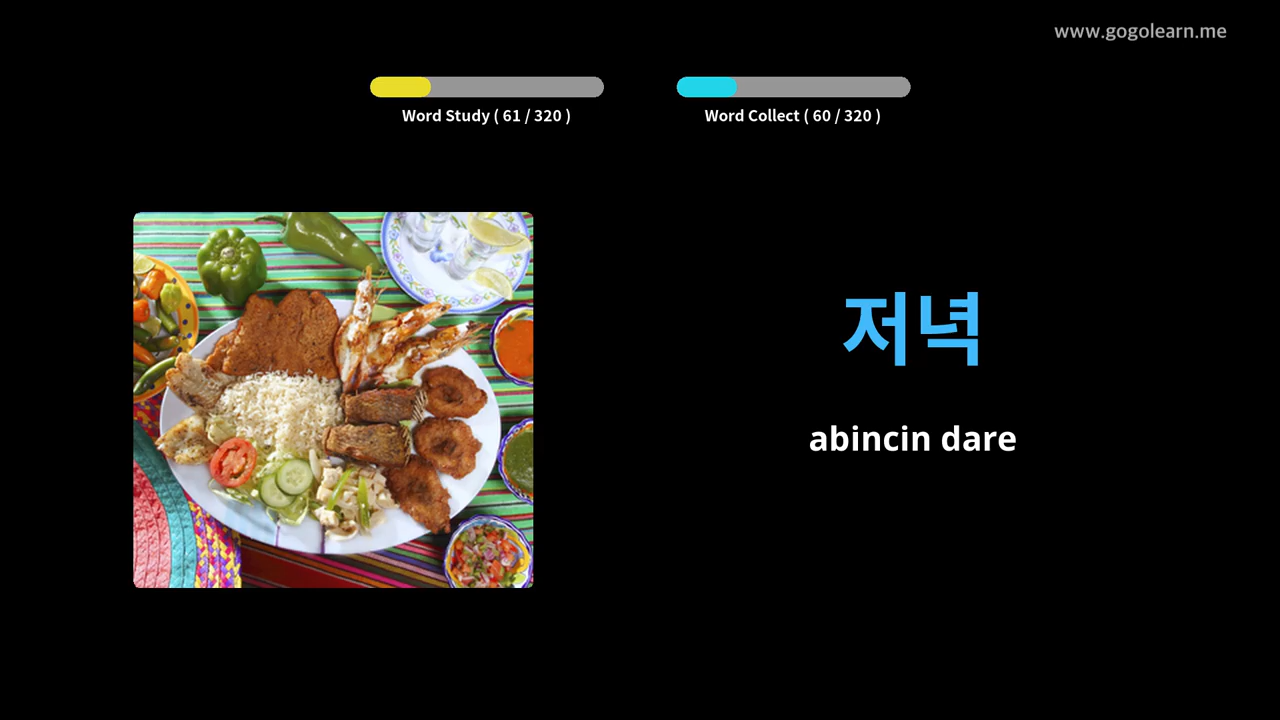 www.gogolearn.me
Word Study ( 61 / 320 )
Word Collect ( 60 / 320 )
저녁
abincin dare